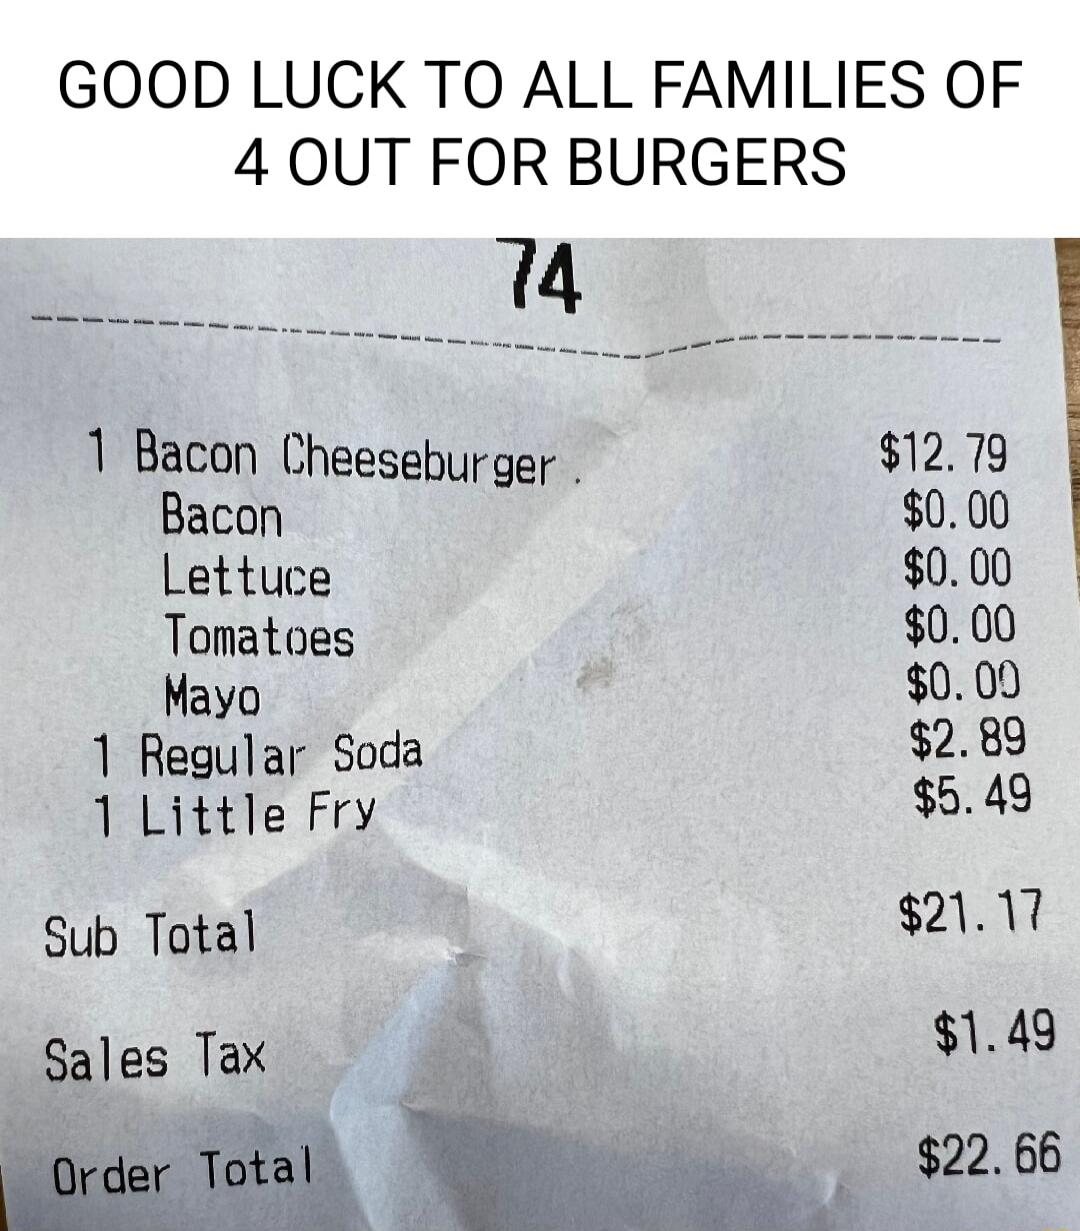 GOOD LUCK TO ALL FAMILIES OF
4 OUT FOR BURGERS
74
1 Bacon Cheeseburger . $12.79
Bacon $0.00
Lettuce $0.00
Tomatoes $0.00
Mayo $0.00
1 Regular Soda $2.89
1 Little Fry $5.49
Sub Total $21.17
Sales Tax $1.49
Order Total $22.66